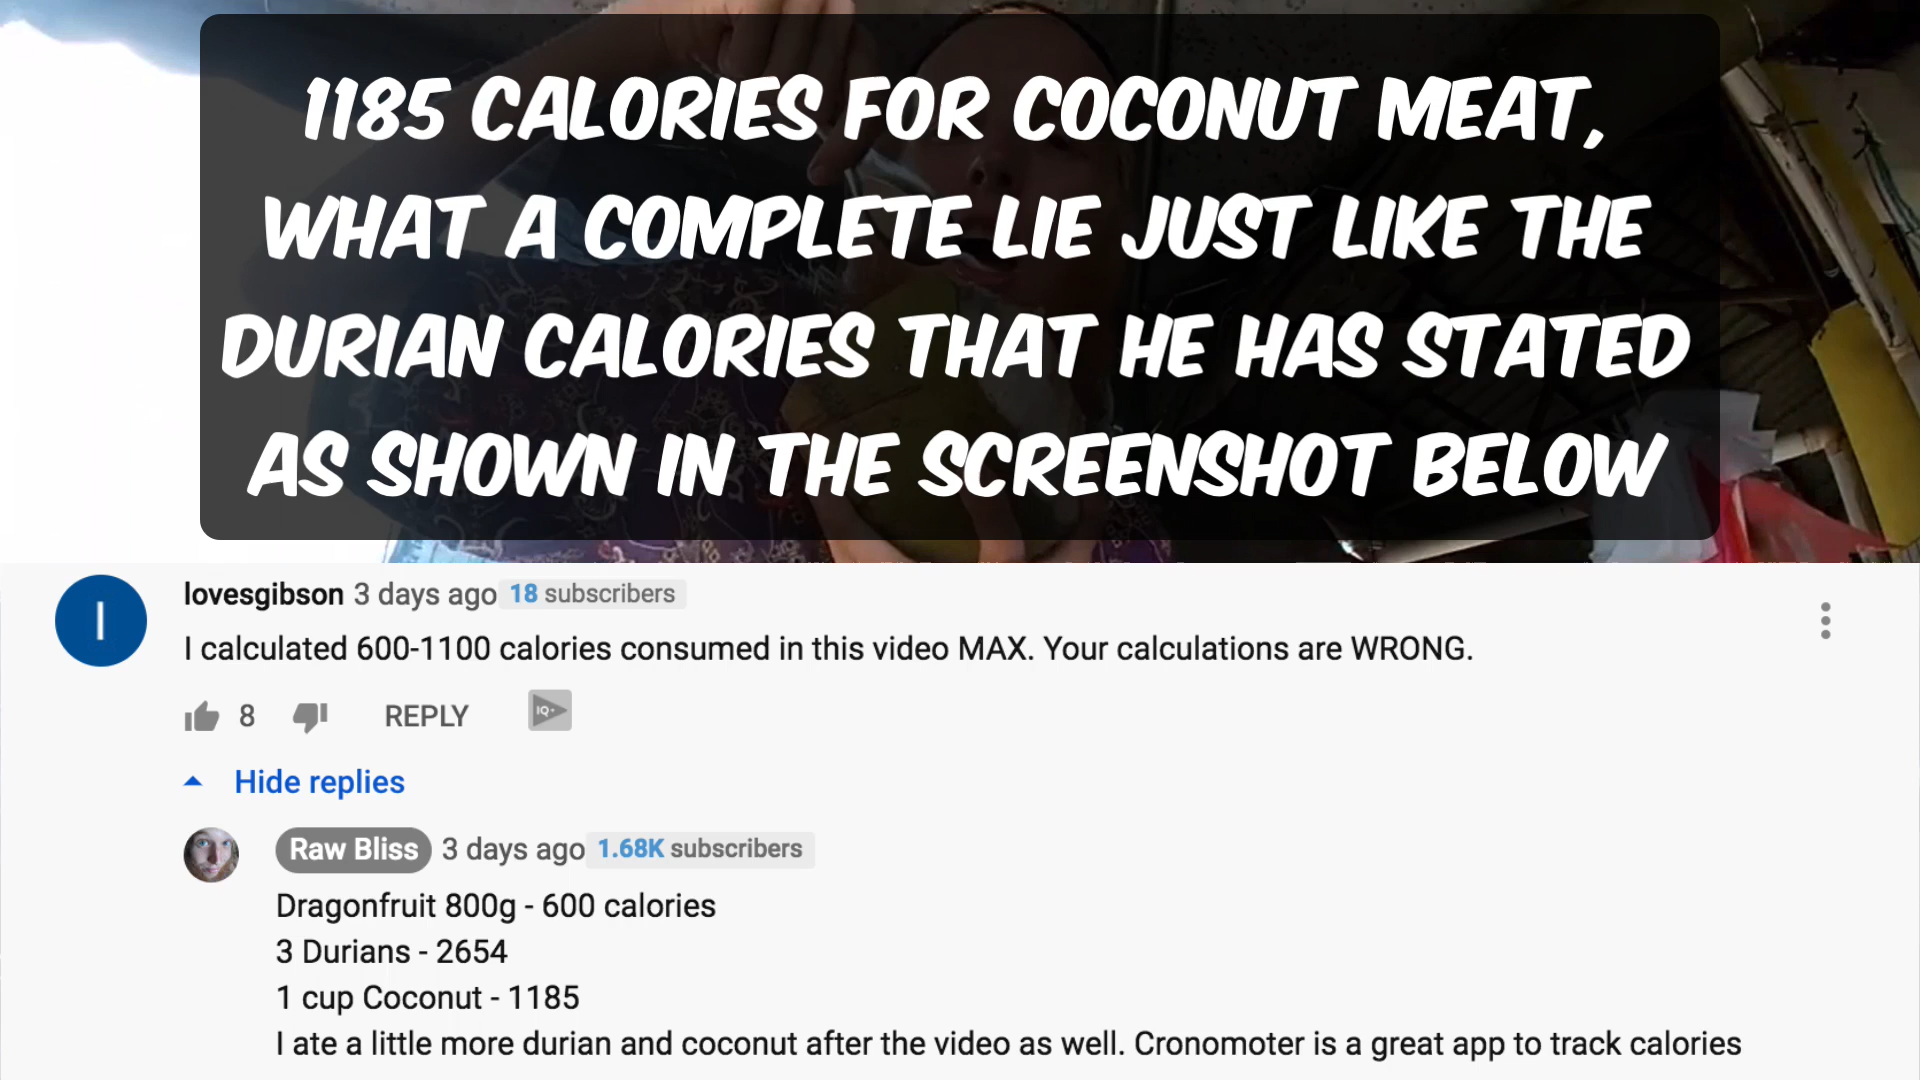 1185 CALORIES FOR COCONUT MEAT,
WHAT A COMPLETE LIE JUST LIKE THE
DURIAN CALORIES THAT HE HAS STATED
AS SHOWN IN THE SCREENSHOT BELOW
l
lovesgibson 3 days ago 18 subscribers
I calculated 600-1100 calories consumed in this video MAX. Your calculations are WRONG.
8 REPLY IQ
Hide replies
Raw Bliss 3 days ago 1.68K subscribers
Dragonfruit 800g - 600 calories
3 Durians - 2654
1 cup Coconut - 1185
I ate a little more durian and coconut after the video as well. Cronomoter is a great app to track calories